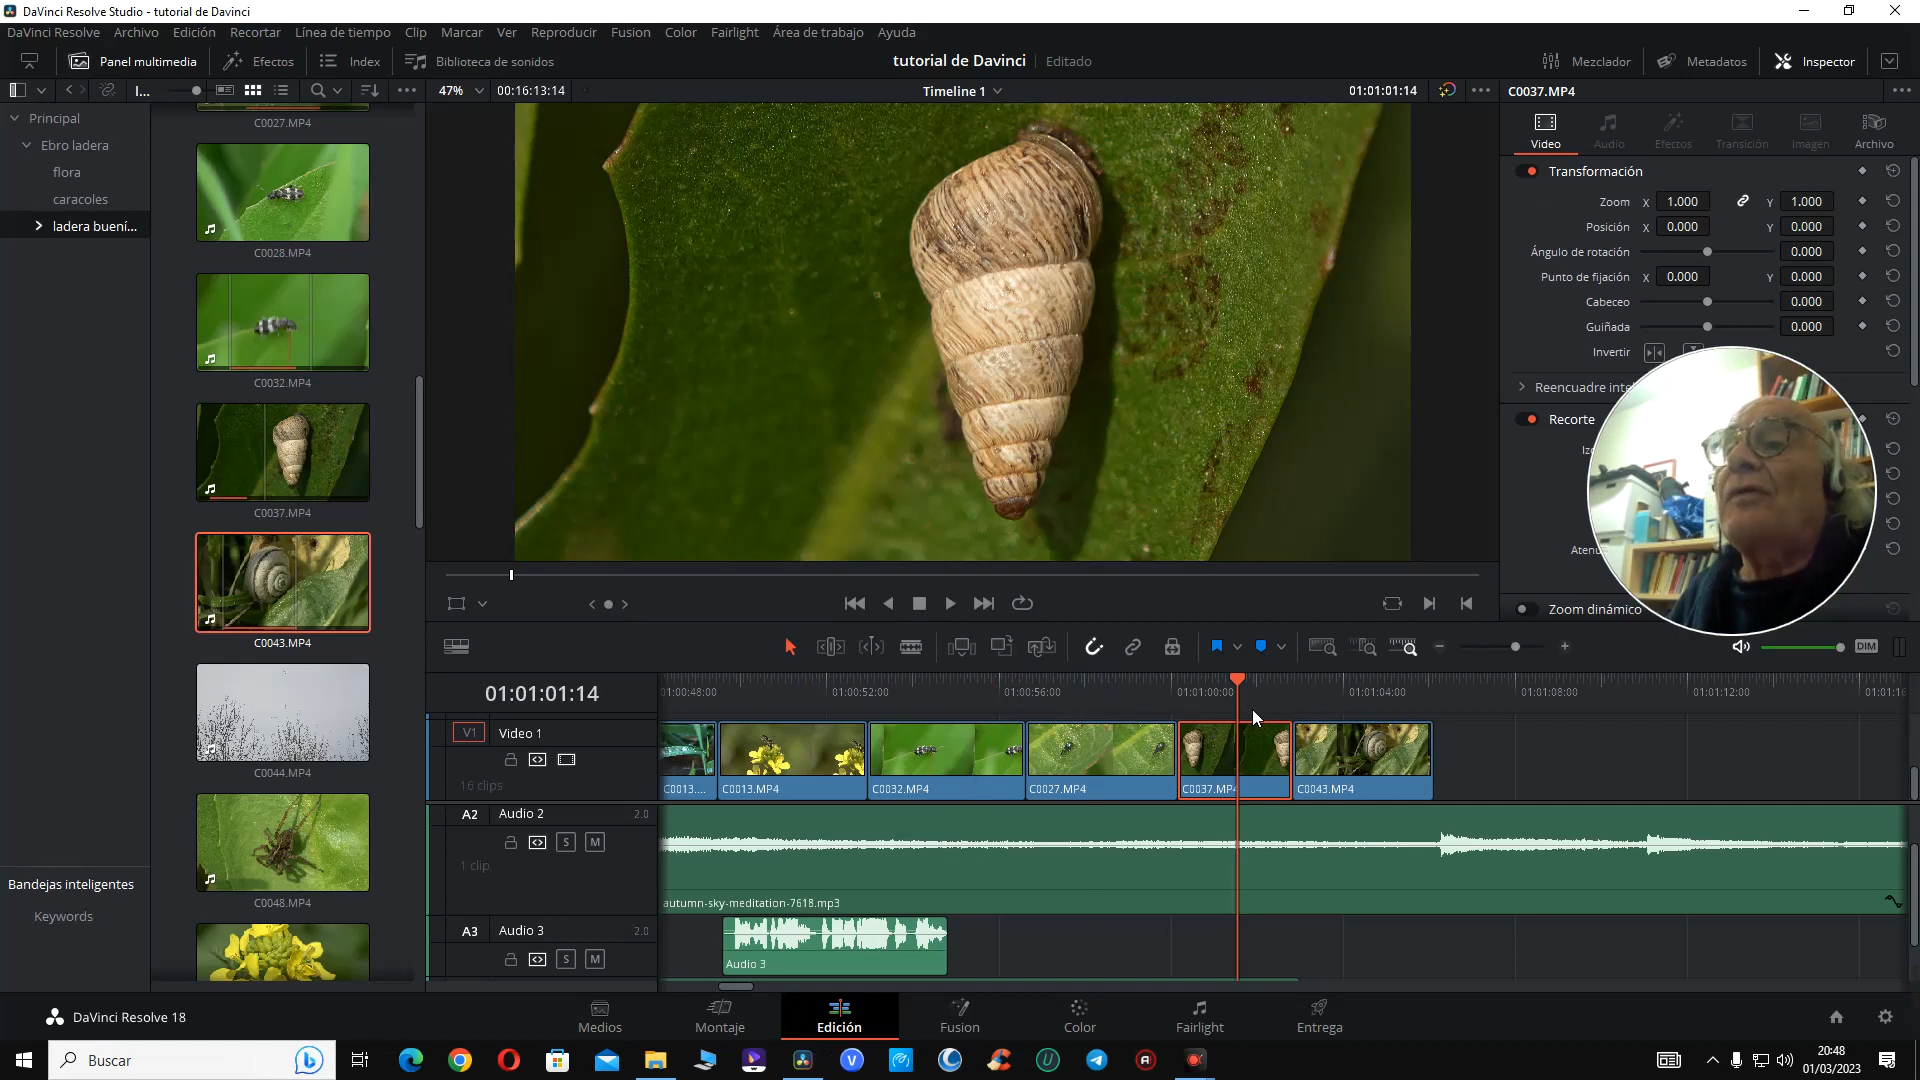 DaVinci Resolve Studio - tutorial de Davinci
DaVinci Resolve Archivo Edición Recortar Línea de tiempo Clip Marcar Ver Reproducir Fusion Color Fairlight Área de trabajo Ayuda
Panel multimedia Efectos Index Biblioteca de sonidos tutorial de Davinci Editado Mezclador Metadatos Inspector
I... 47% 00:16:13:14 Timeline 1 01:01:01:14 C0037.MP4
Principal
Ebro ladera
flora
caracoles
ladera buení...
Bandejas inteligentes
Keywords
C0027.MP4
C0028.MP4
C0032.MP4
C0037.MP4
C0043.MP4
C0044.MP4
C0048.MP4
Video Audio Efectos Transición Imagen Archivo
Transformación
Zoom X 1.000 Y 1.000
Posición X 0.000 Y 0.000
Ángulo de rotación 0.000
Punto de fijación X 0.000 Y 0.000
Cabeceo 0.000
Guiñada 0.000
Invertir
Reencuadre inte
Recorte
Iz
Atenu
Zoom dinámico
DIM
01:01:01:14
01:00:48:00 01:00:52:00 01:00:56:00 01:01:00:00 01:01:04:00 01:01:08:00 01:01:12:00 01:01:16
V1 Video 1
16 clips
C0013.... C0013.MP4 C0032.MP4 C0027.MP4 C0037.MP4 C0043.MP4
A2 Audio 2 2.0
S M
1 clip
autumn-sky-meditation-7618.mp3
A3 Audio 3 2.0
S M
Audio 3
DaVinci Resolve 18
Medios Montaje Edición Fusion Color Fairlight Entrega
Buscar
20:48
01/03/2023